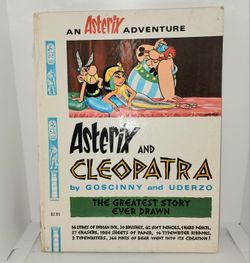 AN Asterix ADVENTURE
Asterix AND
CLEOPATRA
by GOSCINNY and UDERZO
THE GREATEST STORY
EVER DRAWN
14 LITRES OF INDIAN INK, 30 BRUSHES, 62 SOFT PENCILS, 1 HARD PENCIL,
27 ERASERS, 1984 SHEETS OF PAPER, 16 TYPEWRITER RIBBONS,
2 TYPEWRITERS, 366 PINTS OF BEER WENT INTO ITS CREATION!